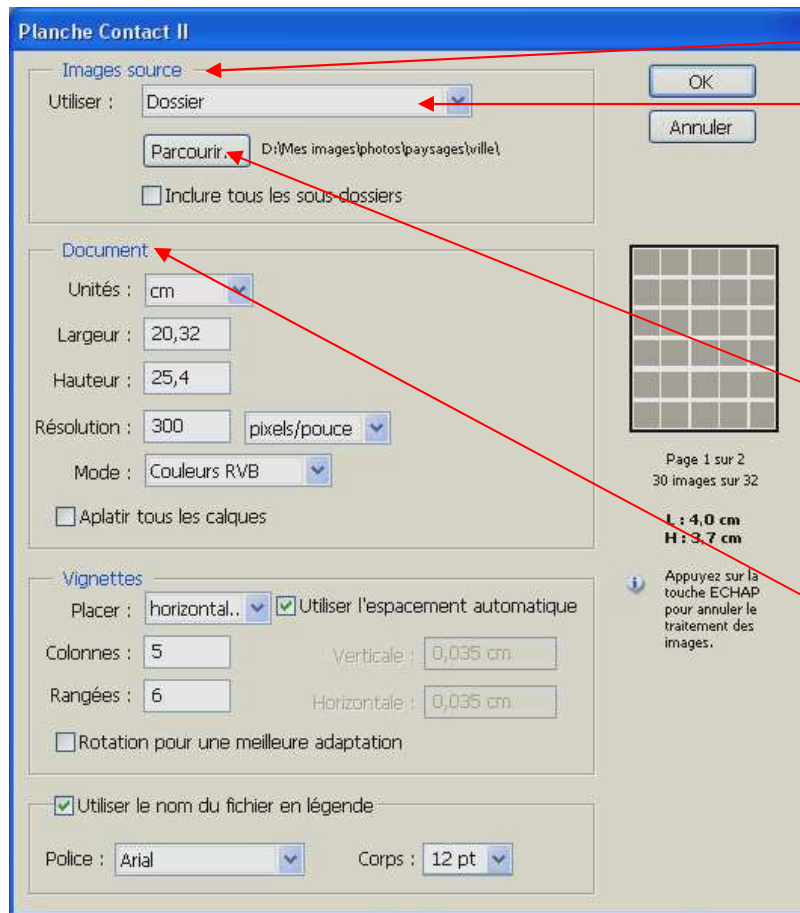 Planche Contact II
Images source
OK
Utiliser : Dossier
Annuler
Parcourir... D:\Mes images\photos\paysages\ville\
Inclure tous les sous-dossiers
Document
Unités : cm
Largeur : 20,32
Hauteur : 25,4
Résolution : 300 pixels/pouce
Mode : Couleurs RVB
Aplatir tous les calques
Page 1 sur 2
30 images sur 32
L : 4,0 cm
H : 3,7 cm
Appuyez sur la
touche ECHAP
pour annuler le
traitement des
images.
Vignettes
Placer : horizontal.. Utiliser l'espacement automatique
Colonnes : 5 Verticale : 0,035 cm
Rangées : 6 Horizontale : 0,035 cm
Rotation pour une meilleure adaptation
Utiliser le nom du fichier en légende
Police : Arial Corps : 12 pt